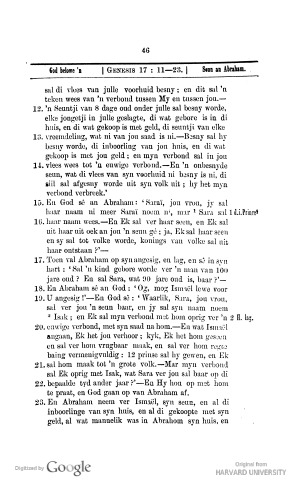 46
God belowe 'n | GENESIS 17 : 11—23. | Seun an Abraham.
sal di vlees van julle voorhuid besny; en dit sal 'n
teken wees van 'n verbond tussen My en tussen jou.—
12. 'n Seuntji van 8 dage oud onder julle sal besny worde,
elke jongetji in julle geslagte, di wat gebore is in di
huis, en di wat gekoop is met geld, di seuntji van elke
13. vreemdeling, wat ni van jou saad is ni.—Besny sal hy
besny worde, di inboorling van jou huis, en di wat
gekoop is met jou geld; en myn verbond sal in jou
14. vlees wees tot 'n ewige verbond.—En 'n onbesnyde
seun, wat di vlees van syn voorhuid ni besny is ni, di
siil sal afgesny worde uit syn volk uit; hy het myn
verbond verbreek.'
15. En God sê an Abraham: 'Saraï, jou vrou, jy sal
haar naam ni meer Saraï noem ni, mar ¹ Sara sal 1 d.i. Prinses
16. haar naam wees.—En Ek sal ver haar seen, en Ek sal
uit haar uit ook an jou 'n seun gé; ja, Ek sal haar seen
en sy sal tot volke worde, konings van volke sal uit
haar ontstaan?'—
17. Toen val Abraham op syn angesig, en lag, en sê in syn
hart: 'Sal 'n kind gebore worde ver 'n man van 100
jare oud? En sal Sara, wat 90 jare oud is, baar?'—
18. En Abraham sê an God: 'Og, mog Ismaël lewe voor
19. U angesig!'—En God sê: 'Waarlik, Sara, jou vrou,
sal ver jou 'n seun baar, en jy sal syn naam noem
² Isak; en Ek sal myn verbond met hom oprig ver 'n 2 fl. bs.
20. euwige verbond, met syn saad na hom.—En wat Ismaël
angaan, Ek het jou verhoor; kyk, Ek het hom geseen
en sal ver hom vrugbaar maak, en sal ver hom
baing vermenigvuldig; 12 prinse sal hy gewen, en Ek
21. sal hom maak tot 'n grote volk.—Mar myn verbond
sal Ek oprig met Isak, wat Sara ver jou sal baar op di
22. bepaalde tyd ander jaar?'—En Hy hou op met hom
te praat, en God gaan op van Abraham af.
23. En Abraham neem ver Ismaël, syn seun, en al di
inboorlinge van syn huis, en al di gekoopte met syn
geld, al wat mannelik was in Abraham syn huis, en
Digitized by Google
Original from
HARVARD UNIVERSITY